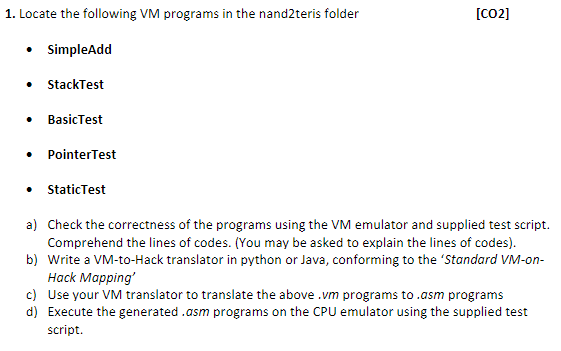 1. Locate the following VM programs in the nand2teris folder [CO2]
• SimpleAdd
• StackTest
• BasicTest
• PointerTest
• StaticTest
a) Check the correctness of the programs using the VM emulator and supplied test script.
Comprehend the lines of codes. (You may be asked to explain the lines of codes).
b) Write a VM-to-Hack translator in python or Java, conforming to the ‘Standard VM-on-
Hack Mapping’
c) Use your VM translator to translate the above .vm programs to .asm programs
d) Execute the generated .asm programs on the CPU emulator using the supplied test
script.